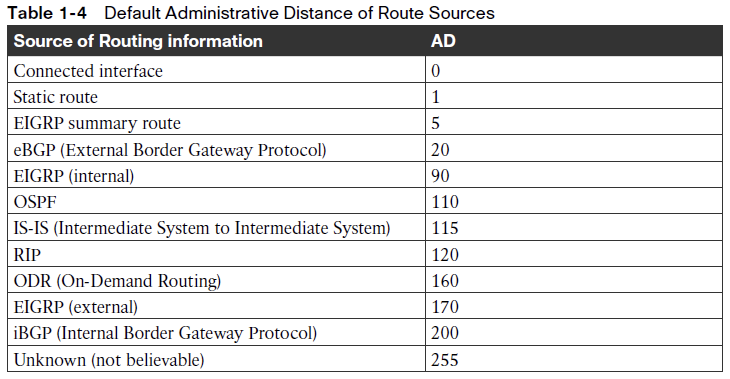 Table 1-4 Default Administrative Distance of Route Sources
Source of Routing information AD
Connected interface 0
Static route 1
EIGRP summary route 5
eBGP (External Border Gateway Protocol) 20
EIGRP (internal) 90
OSPF 110
IS-IS (Intermediate System to Intermediate System) 115
RIP 120
ODR (On-Demand Routing) 160
EIGRP (external) 170
iBGP (Internal Border Gateway Protocol) 200
Unknown (not believable) 255